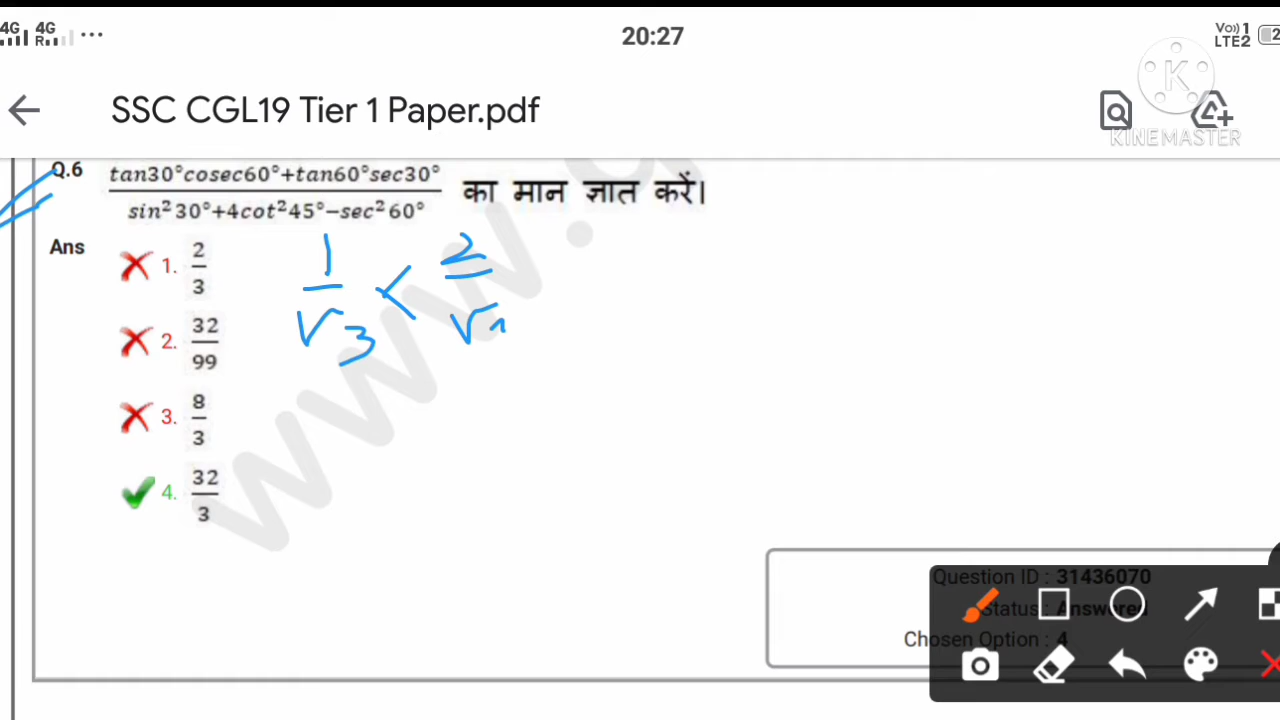 4G 4G R 20:27 Vo)) 1 LTE2 2
SSC CGL19 Tier 1 Paper.pdf
K
KINEMASTER
Q.6 tan30°cosec60°+tan60°sec30° / sin²30°+4cot²45°−sec²60° का मान ज्ञात करें।
Ans
1. 2/3
2. 32/99
3. 8/3
4. 32/3
1/√3 < 2/√
www.
Question ID : 31436070
Status : Answered
Chosen Option : 4